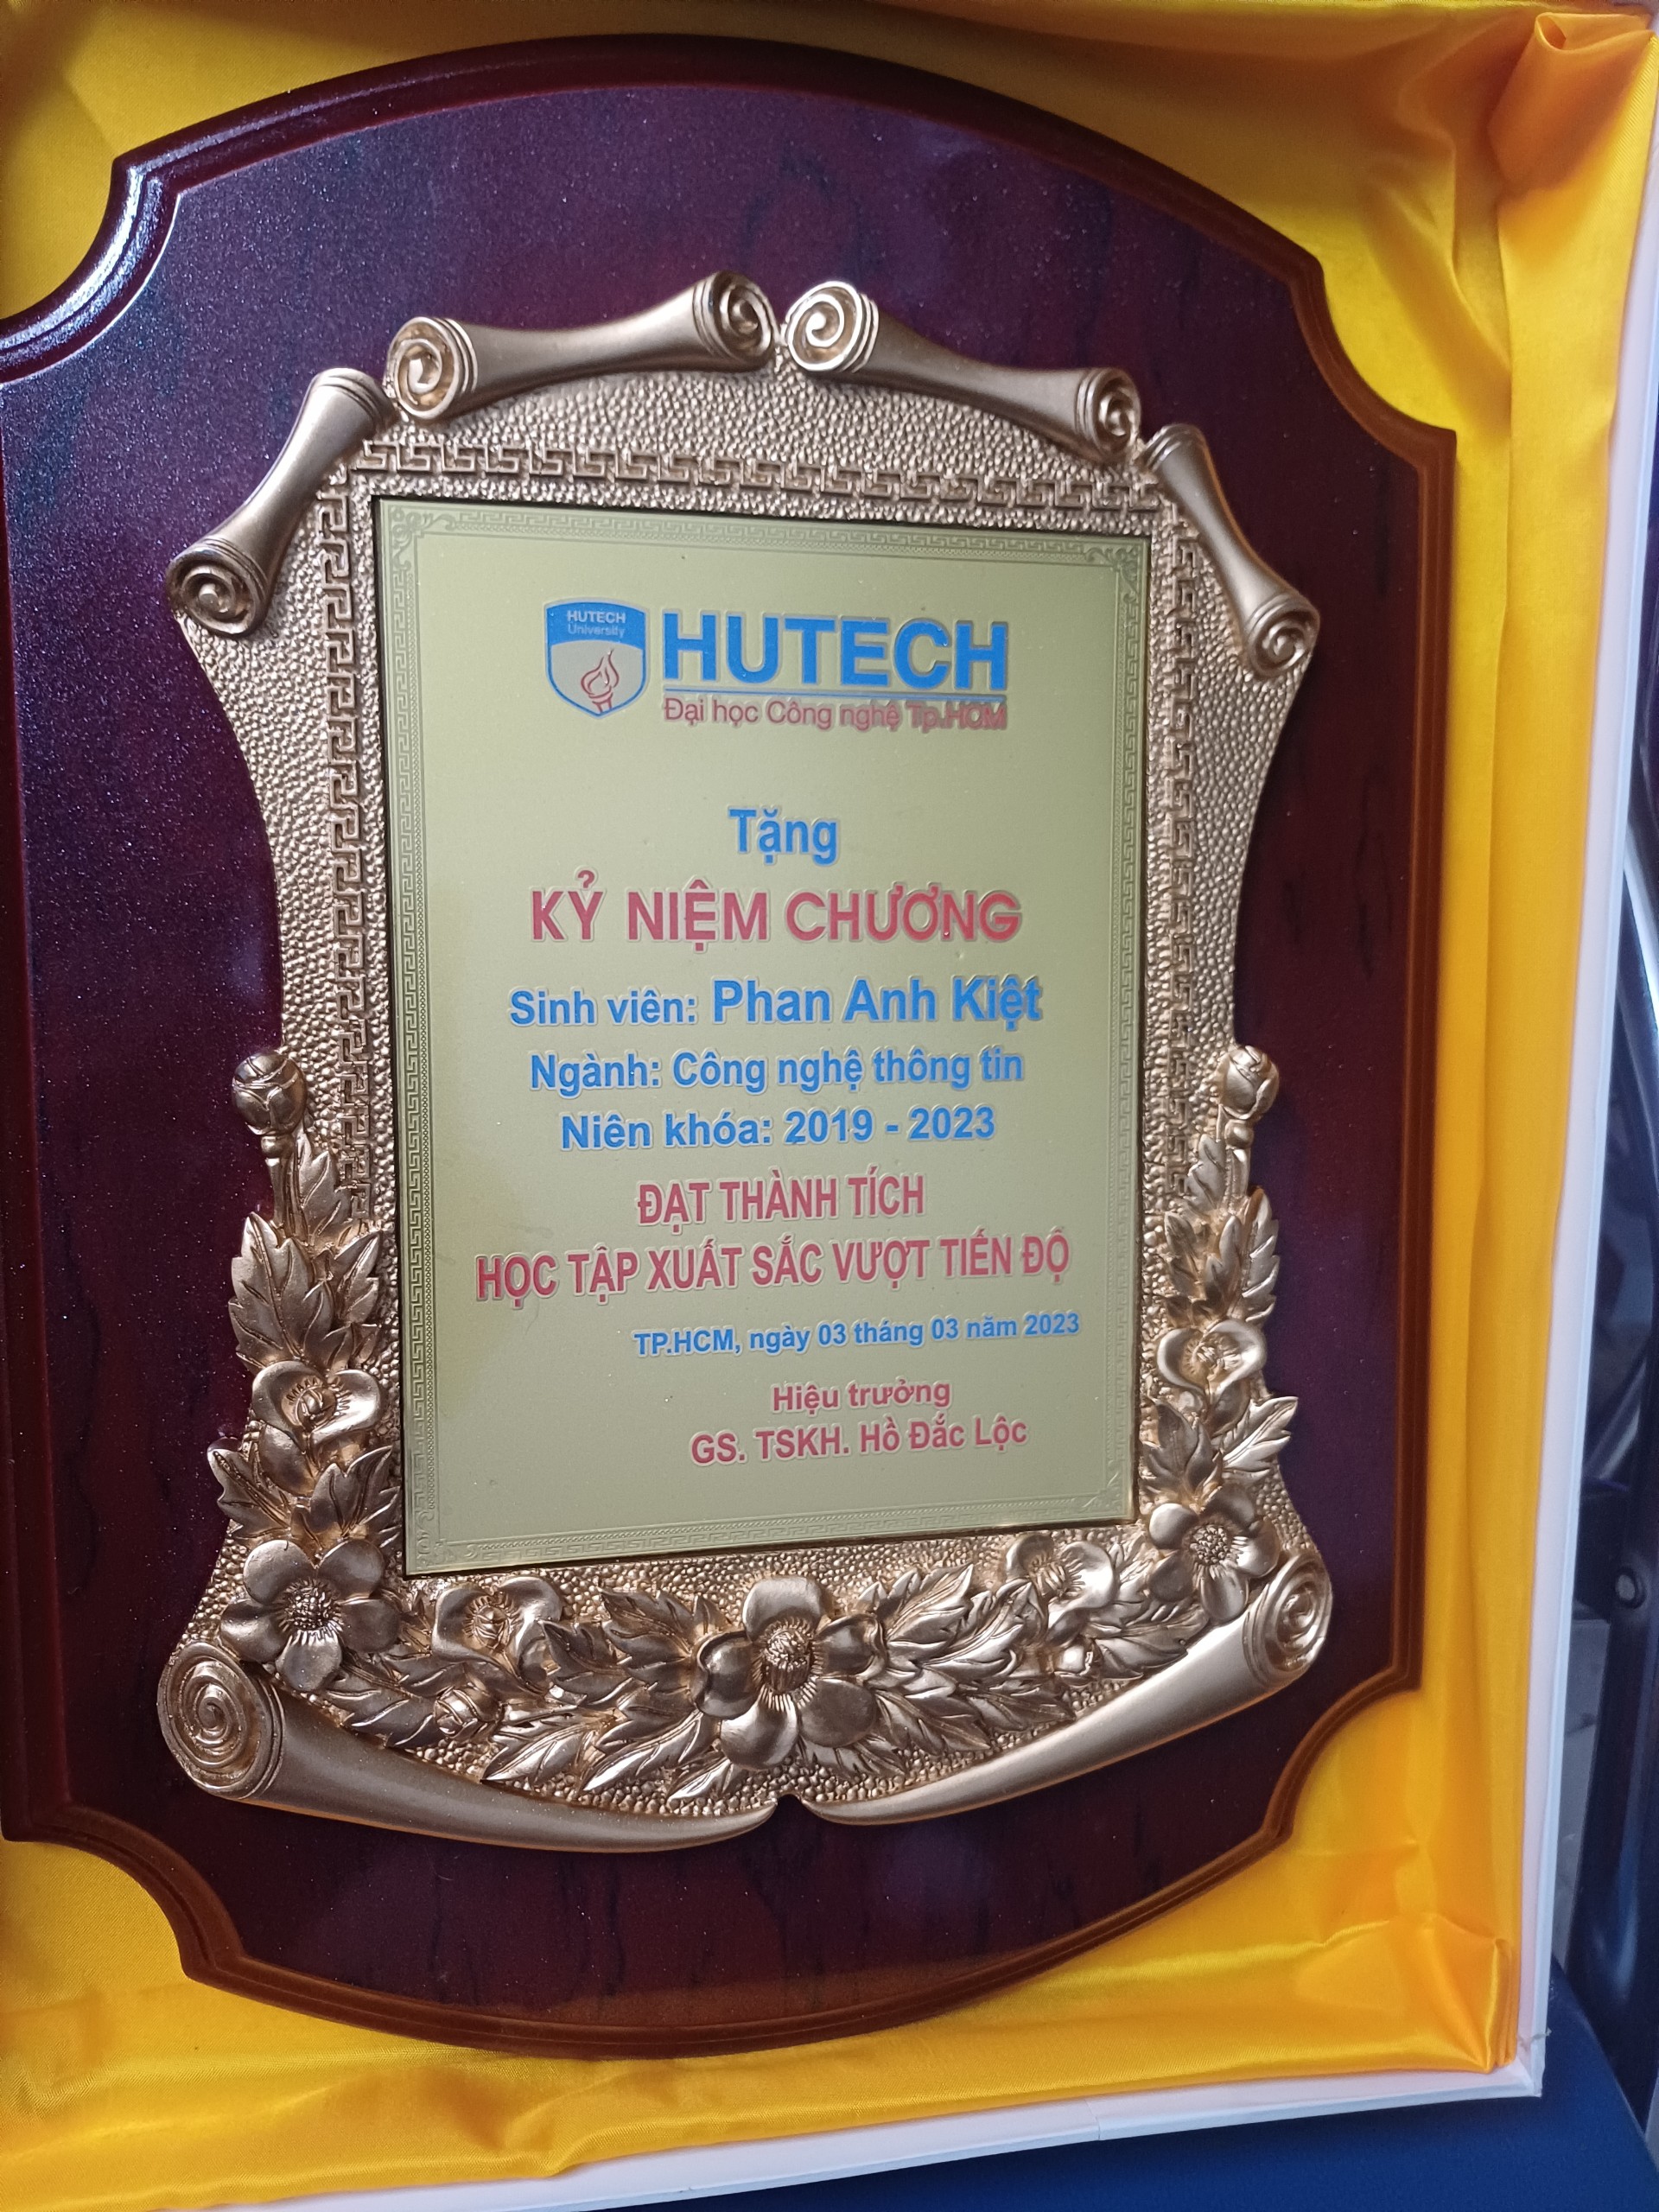 HUTECH
University
HUTECH
Đại học Công nghệ Tp.HCM
Tặng
KỶ NIỆM CHƯƠNG
Sinh viên: Phan Anh Kiệt
Ngành: Công nghệ thông tin
Niên khóa: 2019 - 2023
ĐẠT THÀNH TÍCH
HỌC TẬP XUẤT SẮC VƯỢT TIẾN ĐỘ
TP.HCM, ngày 03 tháng 03 năm 2023
Hiệu trưởng
GS. TSKH. Hồ Đắc Lộc